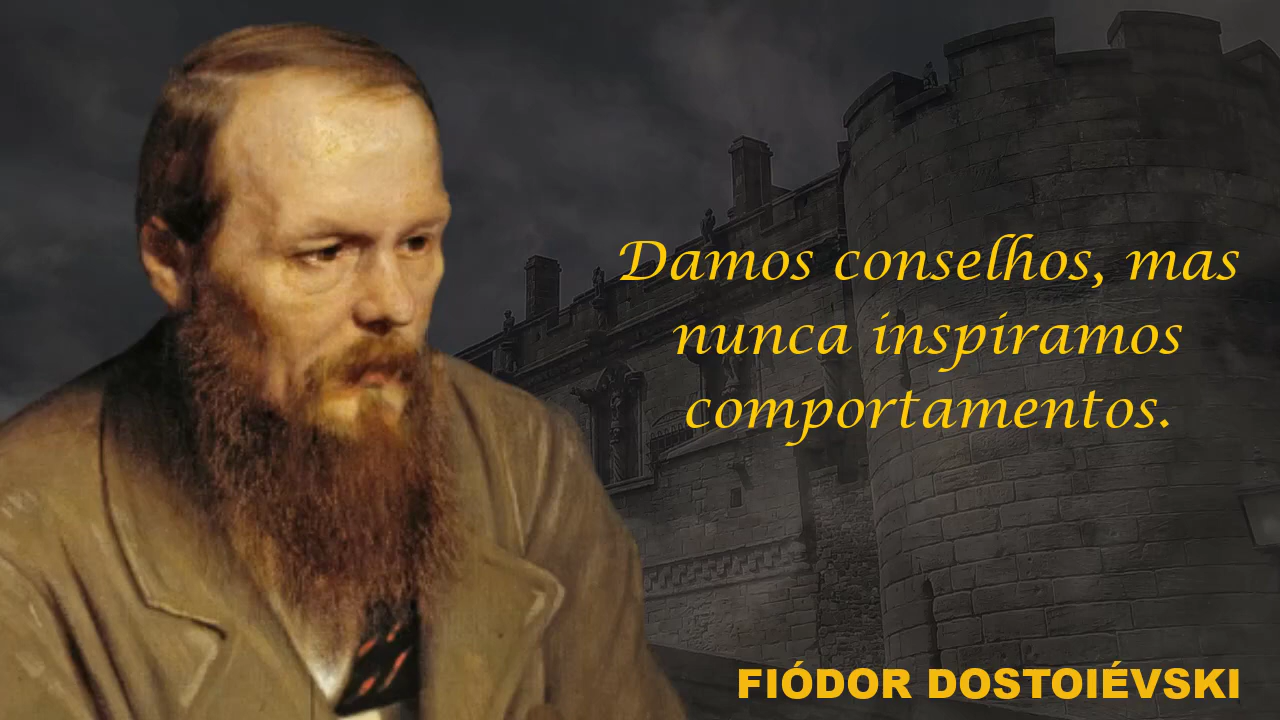 Damos conselhos, mas
nunca inspiramos
comportamentos.
FIÓDOR DOSTOIÉVSKI